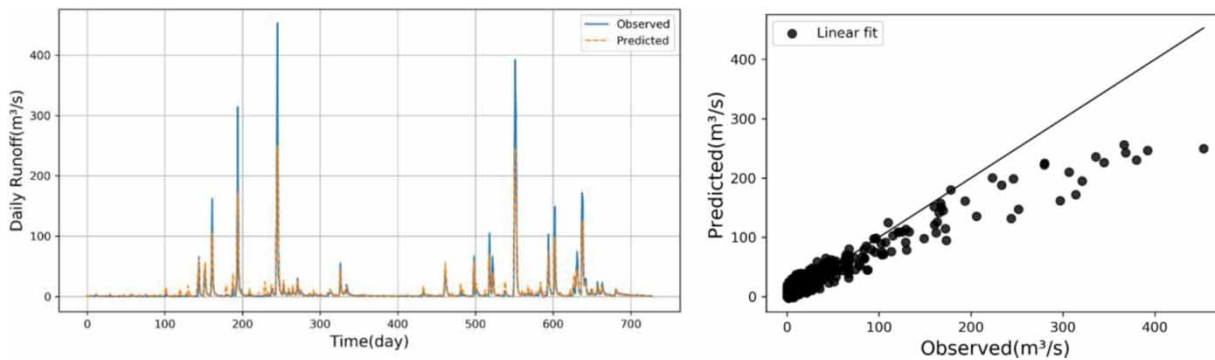 Observed
Predicted
Daily Runoff(m³/s)
400
300
200
100
0
0 100 200 300 400 500 600 700
Time(day)
Linear fit
Predicted(m³/s)
400
300
200
100
0
0 100 200 300 400
Observed(m³/s)